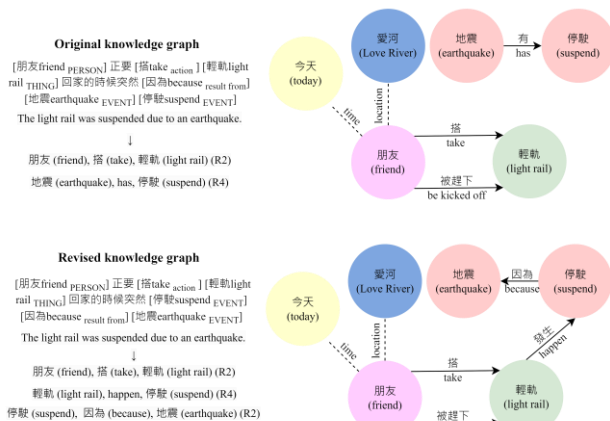 Original knowledge graph
[朋友friend PERSON] 正要 [搭take action] [輕軌light
rail THING] 回家的時候突然 [因為because result from]
[地震earthquake EVENT] [停駛suspend EVENT]
The light rail was suspended due to an earthquake.
↓
朋友 (friend), 搭 (take), 輕軌 (light rail) (R2)
地震 (earthquake), has, 停駛 (suspend) (R4)
今天
(today)
愛河
(Love River)
地震
(earthquake)
有
has
停駛
(suspend)
time
location
朋友
(friend)
搭
take
被趕下
be kicked off
輕軌
(light rail)
Revised knowledge graph
[朋友friend PERSON] 正要 [搭take action] [輕軌light
rail THING] 回家的時候突然 [停駛suspend EVENT]
[因為because result from] [地震earthquake EVENT]
The light rail was suspended due to an earthquake.
↓
朋友 (friend), 搭 (take), 輕軌 (light rail) (R2)
輕軌 (light rail), happen, 停駛 (suspend) (R4)
停駛 (suspend), 因為 (because), 地震 (earthquake) (R2)
今天
(today)
愛河
(Love River)
地震
(earthquake)
因為
because
停駛
(suspend)
time
location
發生
happen
朋友
(friend)
搭
take
被趕下
輕軌
(light rail)